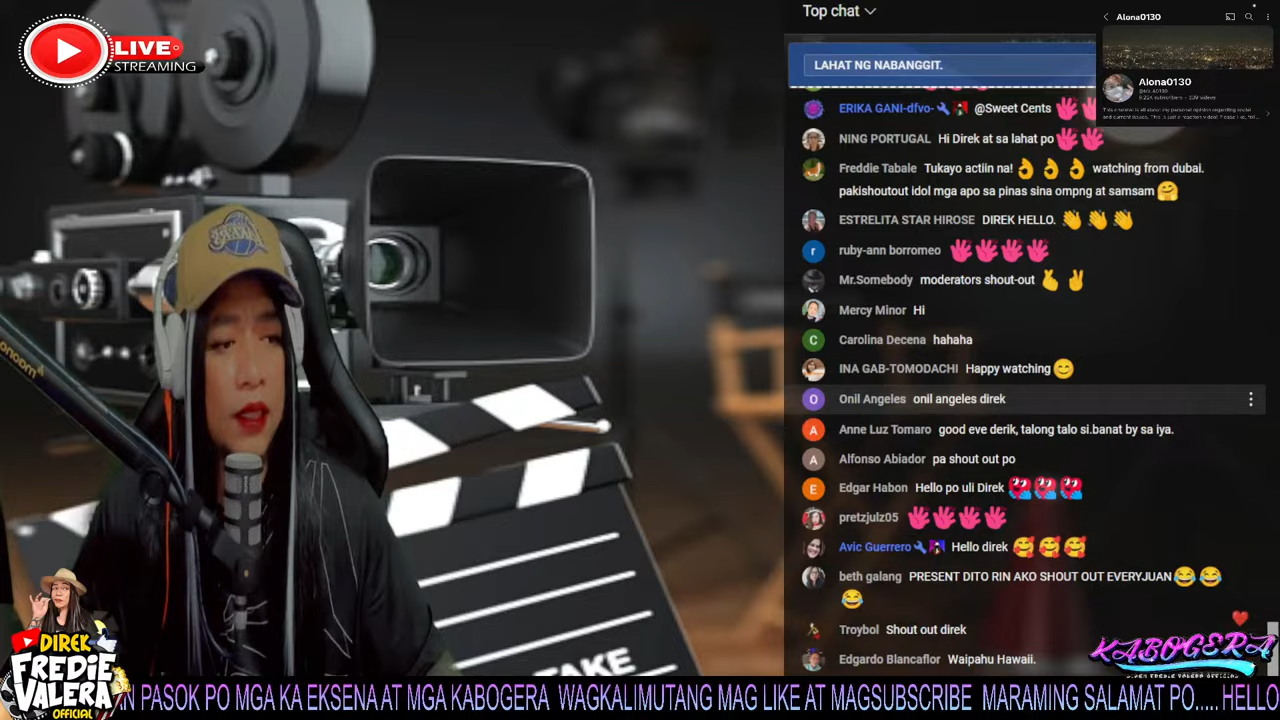 LIVE
STREAMING
Top chat
Alona0130
LAHAT NG NABANGGIT.
Alona0130
ERIKA GANI-dfvo- @Sweet Cents
NING PORTUGAL Hi Direk at sa lahat po
Freddie Tabale Tukayo actiin na! 👌👌👌 watching from dubai.
pakishoutout idol mga apo sa pinas sina ompng at samsam 🤗
ESTRELITA STAR HIROSE DIREK HELLO. 👏👏👏
r ruby-ann borromeo
Mr.Somebody moderators shout-out
Mercy Minor Hi
C Carolina Decena hahaha
INA GAB-TOMODACHI Happy watching 😊
O Onil Angeles onil angeles direk
A Anne Luz Tomaro good eve derik, talong talo si.banat by sa iya.
A Alfonso Abiador pa shout out po
E Edgar Habon Hello po uli Direk
pretzjulz05
Avic Guerrero Hello direk 🥰🥰🥰
beth galang PRESENT DITO RIN AKO SHOUT OUT EVERYJUAN 😂😂
😂
Troybol Shout out direk
Edgardo Blancaflor Waipahu Hawaii.
TAKE
DIREK
FREDIE
VALERA
OFFICIAL
KABOGERA
DIREK FREDIE VALERA OFFICIAL
N PASOK PO MGA KA EKSENA AT MGA KABOGERA WAGKALIMUTANG MAG LIKE AT MAGSUBSCRIBE MARAMING SALAMAT PO..... HELLO